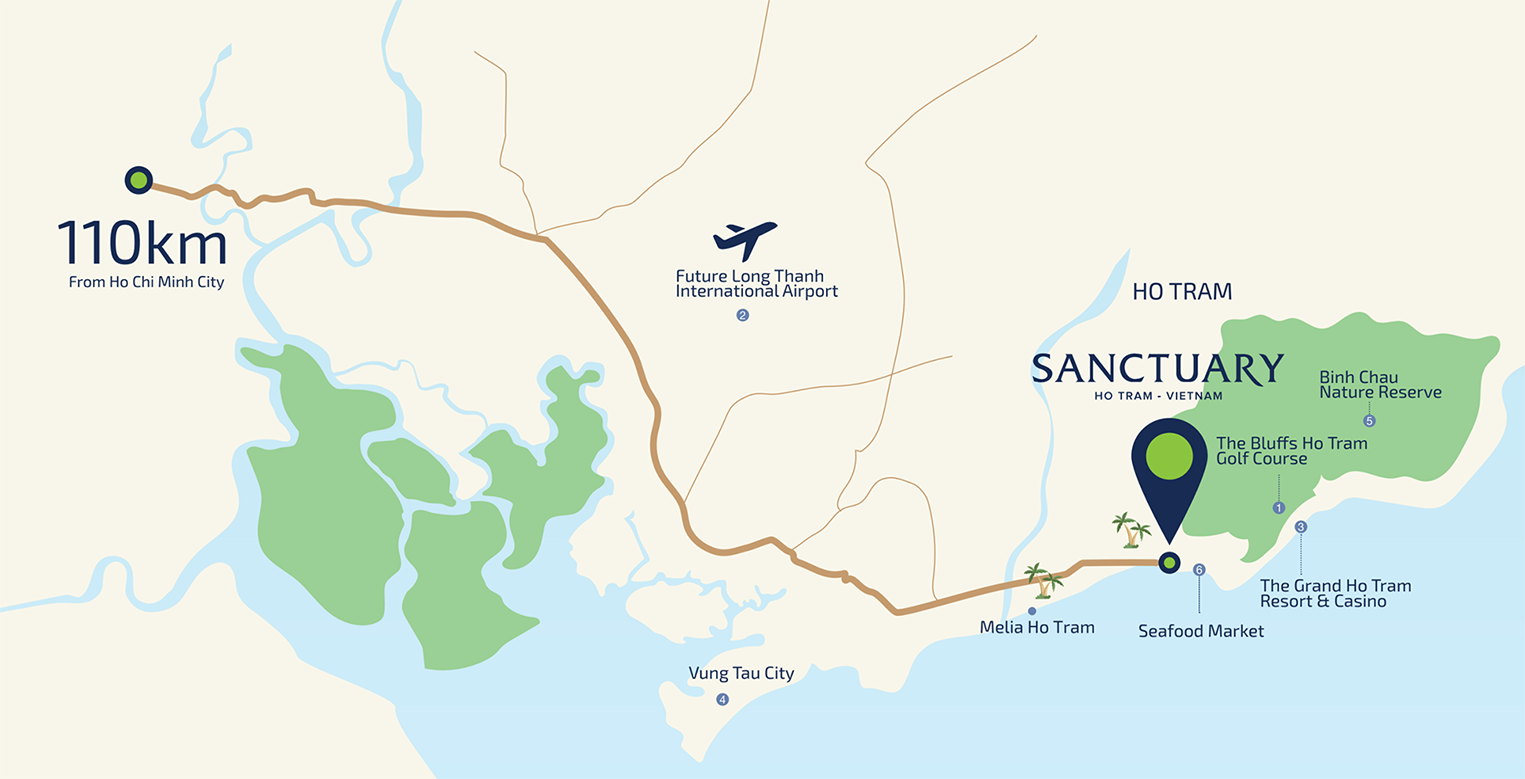 110km
From Ho Chi Minh City
Future Long Thanh
International Airport
2
HO TRAM
SANCTUARY
HO TRAM - VIETNAM
Binh Chau
Nature Reserve
5
The Bluffs Ho Tram
Golf Course
1
3
6
The Grand Ho Tram
Resort & Casino
Melia Ho Tram
Seafood Market
Vung Tau City
4